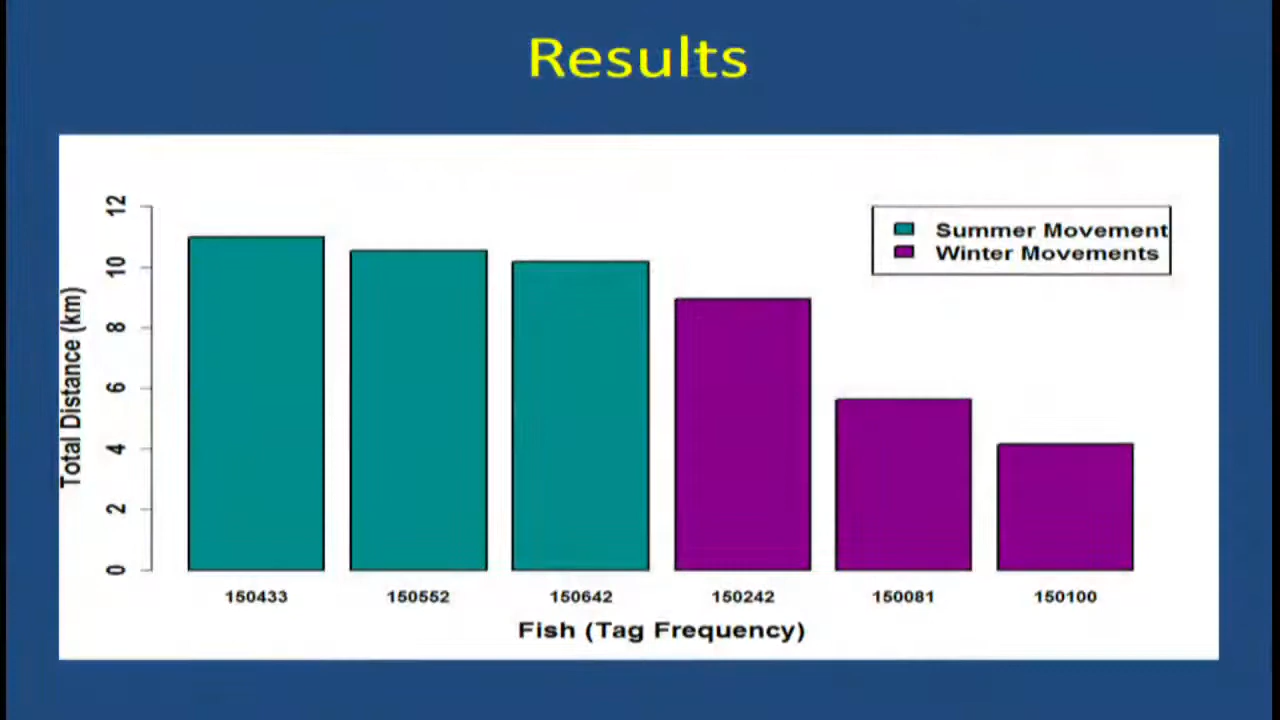 Results
12
10
8
6
4
2
0
Total Distance (km)
Summer Movement
Winter Movements
150433 150552 150642 150242 150081 150100
Fish (Tag Frequency)